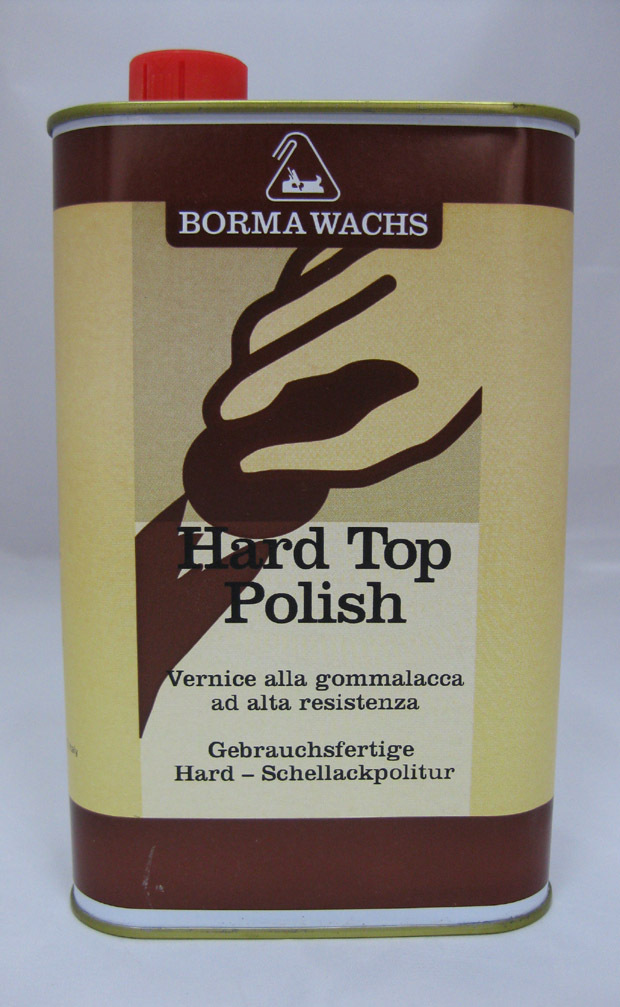 BORMA WACHS
Hard Top
Polish
Vernice alla gommalacca
ad alta resistenza
Gebrauchsfertige
Hard – Schellackpolitur